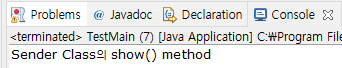 Problems @ Javadoc Declaration Console
<terminated> TestMain (7) [Java Application] C:₩Program File
Sender Class의 show() method